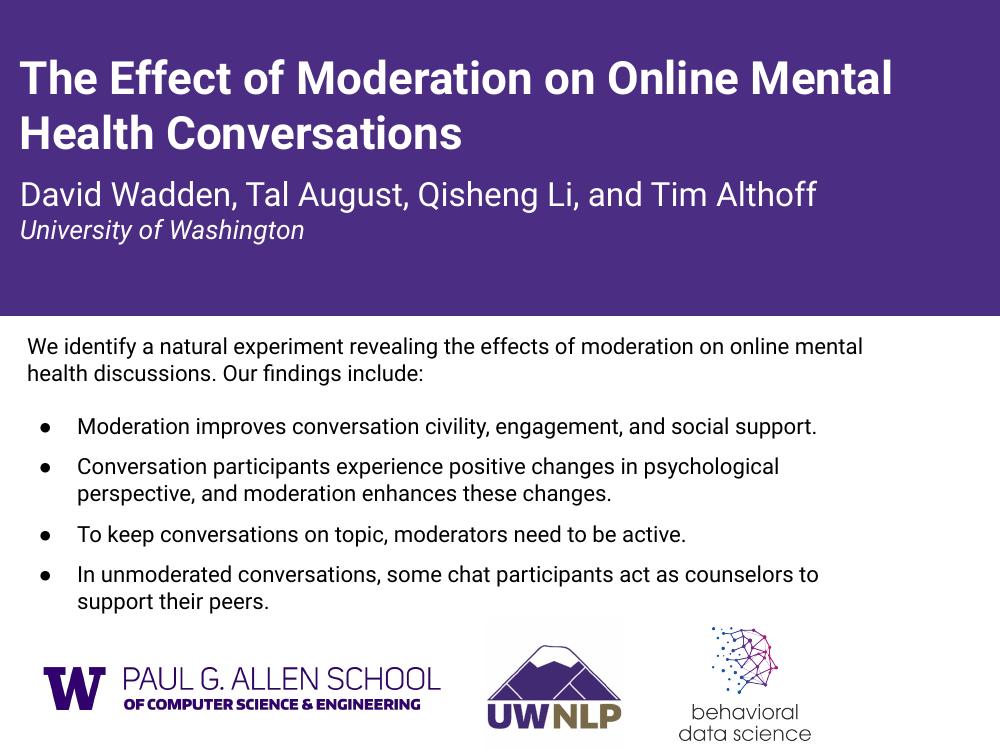 The Effect of Moderation on Online Mental
Health Conversations
David Wadden, Tal August, Qisheng Li, and Tim Althoff
University of Washington
We identify a natural experiment revealing the effects of moderation on online mental
health discussions. Our findings include:
● Moderation improves conversation civility, engagement, and social support.
● Conversation participants experience positive changes in psychological
perspective, and moderation enhances these changes.
● To keep conversations on topic, moderators need to be active.
● In unmoderated conversations, some chat participants act as counselors to
support their peers.
W PAUL G. ALLEN SCHOOL
OF COMPUTER SCIENCE & ENGINEERING
UWNLP
behavioral
data science